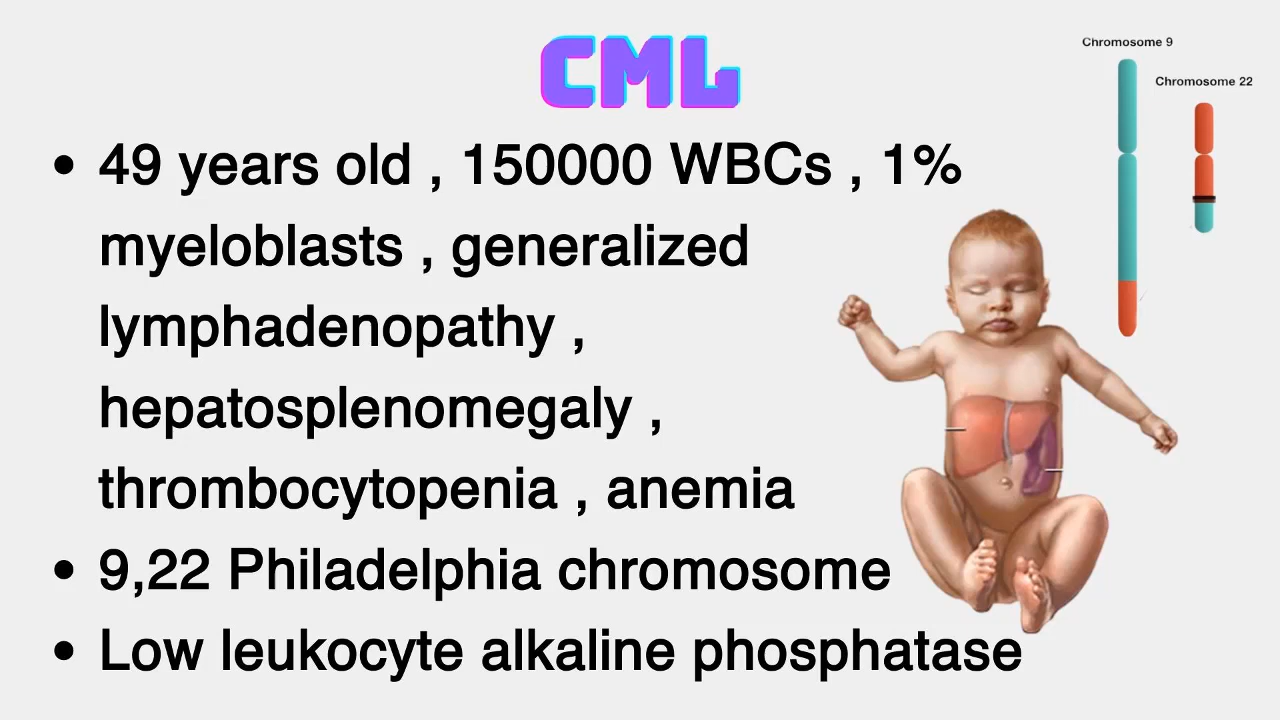 CML
Chromosome 9
Chromosome 22
• 49 years old , 150000 WBCs , 1%
myeloblasts , generalized
lymphadenopathy ,
hepatosplenomegaly ,
thrombocytopenia , anemia
• 9,22 Philadelphia chromosome
• Low leukocyte alkaline phosphatase